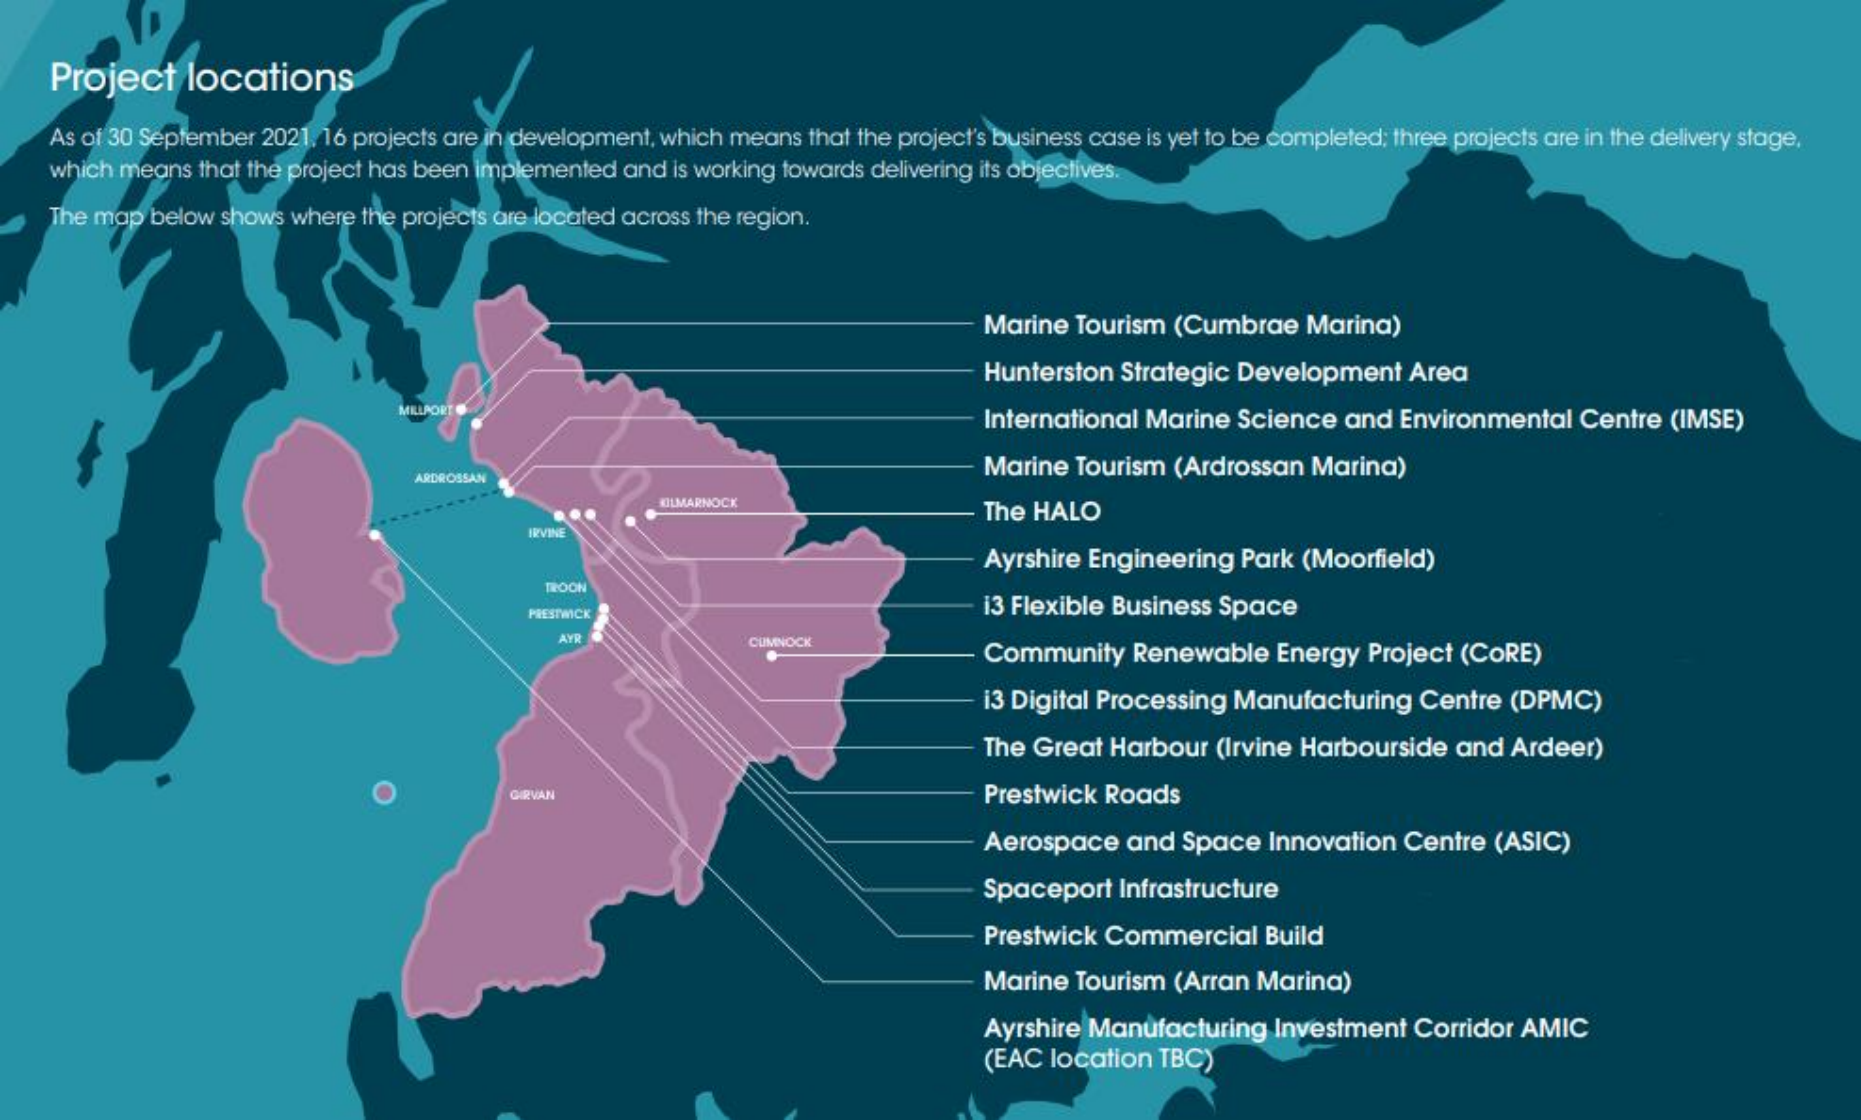 Project locations
As of 30 September 2021, 16 projects are in development, which means that the project's business case is yet to be completed; three projects are in the delivery stage,
which means that the project has been implemented and is working towards delivering its objectives.
The map below shows where the projects are located across the region.
Marine Tourism (Cumbrae Marina)
Hunterston Strategic Development Area
MILLPORT
International Marine Science and Environmental Centre (IMSE)
Marine Tourism (Ardrossan Marina)
ARDROSSAN
KILMARNOCK
The HALO
IRVINE
Ayrshire Engineering Park (Moorfield)
TROON
i3 Flexible Business Space
PRESTWICK
AYR
CUMNOCK
Community Renewable Energy Project (CoRE)
i3 Digital Processing Manufacturing Centre (DPMC)
The Great Harbour (Irvine Harbourside and Ardeer)
GIRVAN
Prestwick Roads
Aerospace and Space Innovation Centre (ASIC)
Spaceport Infrastructure
Prestwick Commercial Build
Marine Tourism (Arran Marina)
Ayrshire Manufacturing Investment Corridor AMIC
(EAC location TBC)